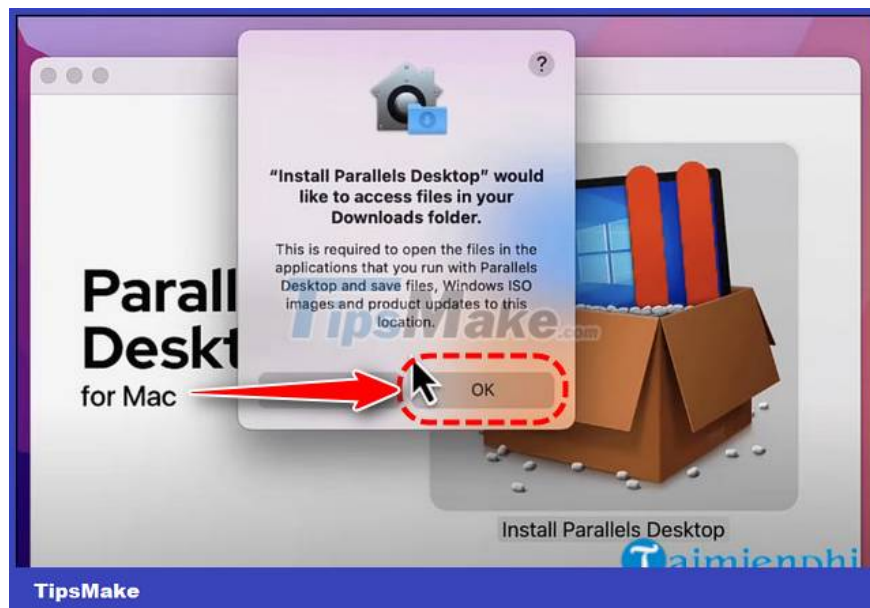 ?
“Install Parallels Desktop” would
like to access files in your
Downloads folder.
This is required to open the files in the
applications that you run with Parallels
Desktop and save files, Windows ISO
images and product updates to this
location.
TipsMake.com
OK
Parall
Deskt
for Mac
Install Parallels Desktop
Taimienphi
TipsMake